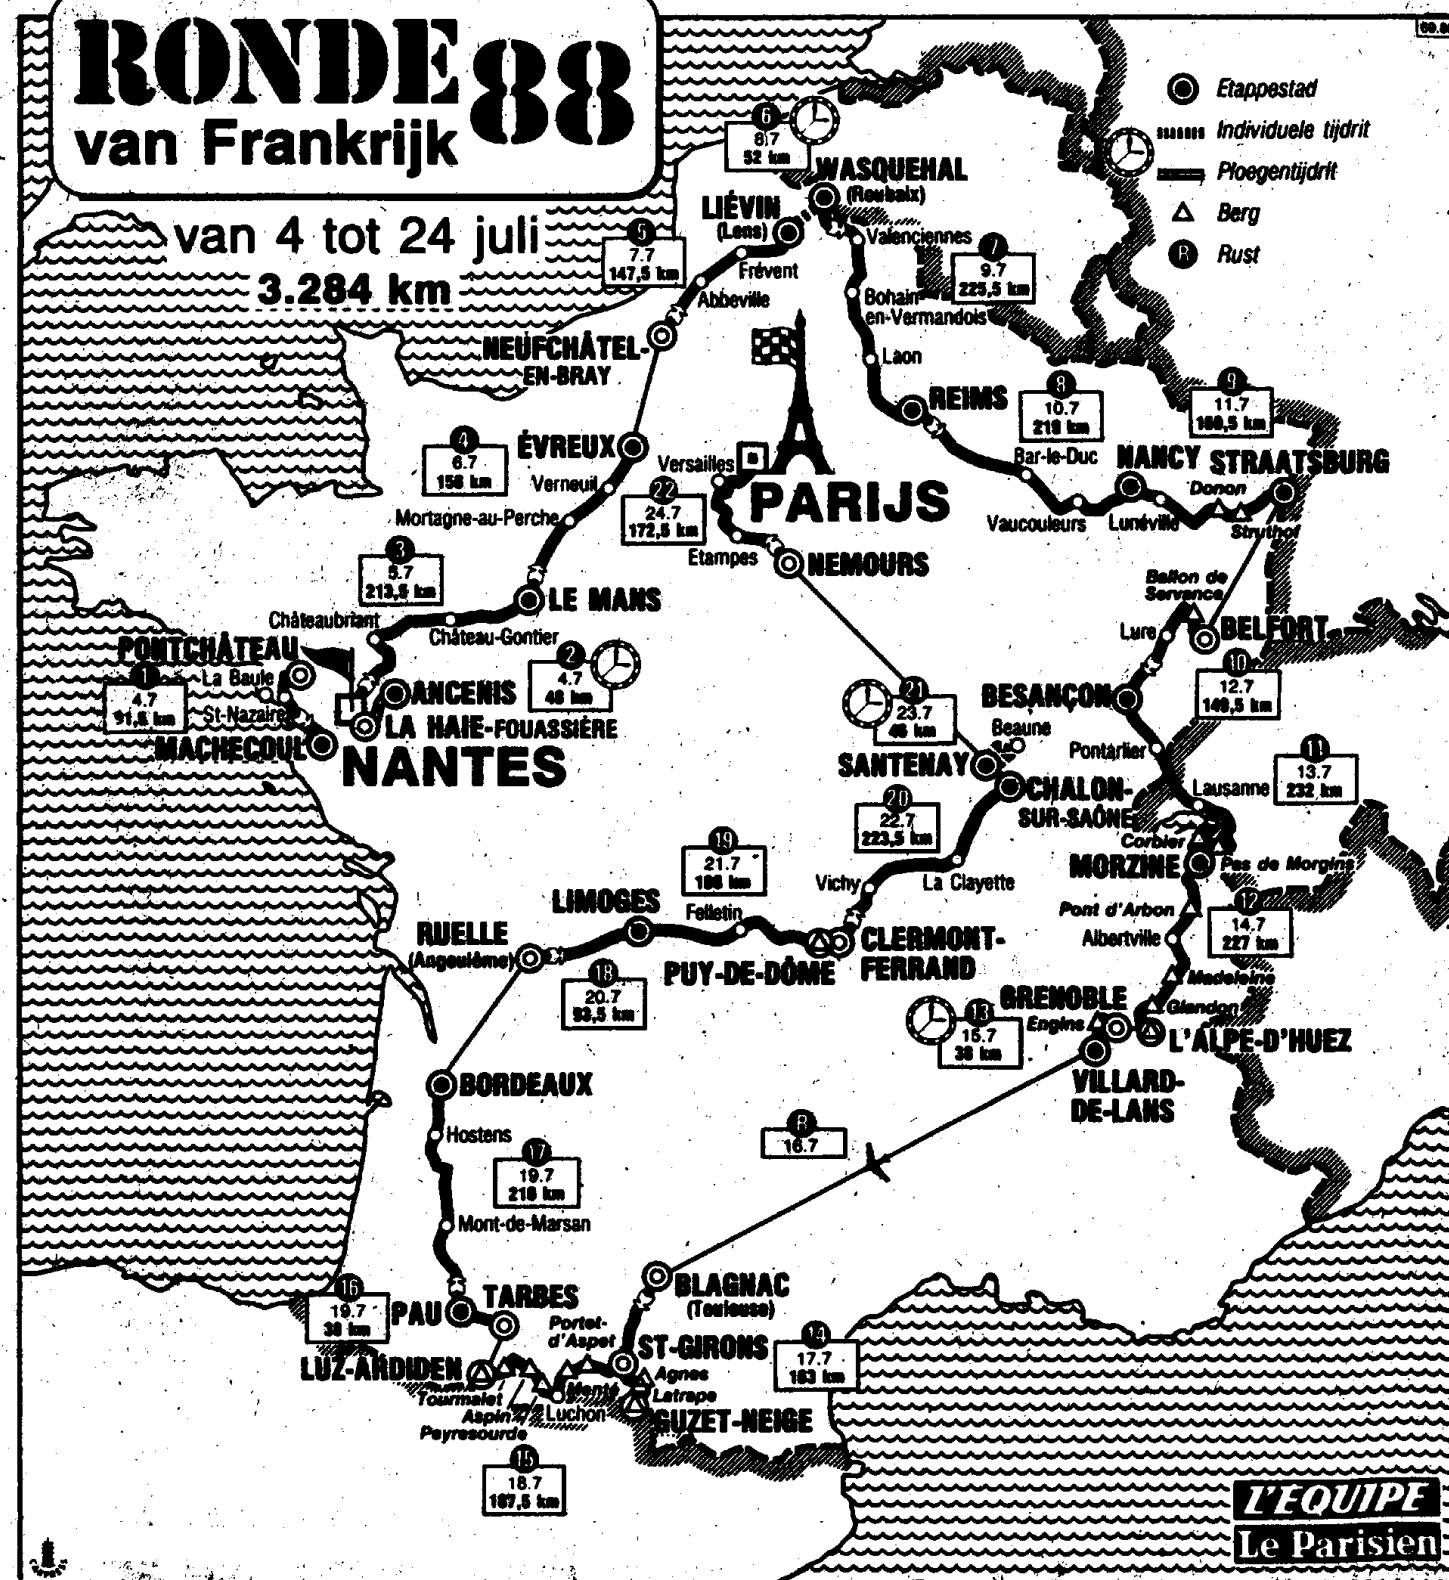 RONDE 88
van Frankrijk
van 4 tot 24 juli
3.284 km
Etappestad
Individuele tijdrit
Ploegentijdrit
Berg
R Rust
6
8.7
52 km
WASQUEHAL
(Roubaix)
LIÉVIN
(Lens)
5
7.7
147,5 km
Valenciennes
7
9.7
225,5 km
Frévent
Abbeville
Bohain-
en-Vermandois
NEUFCHÂTEL-
EN-BRAY
Laon
REIMS
8
10.7
219 km
9
11.7
ÉVREUX
4
6.7
158 km
Verneuil
Mortagne-au-Perche
Versailles
22
24.7
172,5 km
PARIJS
Etampes
NEMOURS
Bar-le-Duc
NANCY
STRAATSBURG
Donon
Vaucouleurs
Lunéville
Struthof
3
5.7
213,5 km
LE MANS
Châteaubriant
Château-Gontier
Ballon de
Servance
Lure
BELFORT
PONTCHÂTEAU
La Baule
1
4.7
St-Nazaire
MACHECOUL
2
4.7
48 km
ANCENIS
LA HAIE-FOUASSIÈRE
NANTES
10
12.7
149,5 km
BESANÇON
21
23.7
46 km
Beaune
Pontarlier
11
13.7
232 km
SANTENAY
Lausanne
CHALON-
SUR-SAÔNE
20
22.7
223,5 km
Corbier
MORZINE
Pas de Morgins
19
21.7
188 km
Vichy
La Clayette
LIMOGES
Felletin
Pont d'Arbon
12
14.7
227 km
RUELLE
(Angoulême)
CLERMONT-
FERRAND
PUY-DE-DÔME
Albertville
Madeleine
18
20.7
93,5 km
GRENOBLE
Engins
Glandon
13
15.7
38 km
L'ALPE-D'HUEZ
VILLARD-
DE-LANS
BORDEAUX
Hostens
R
16.7
17
19.7
210 km
Mont-de-Marsan
16
19.7
38 km
PAU
TARBES
BLAGNAC
(Toulouse)
Portet-
d'Aspet
ST-GIRONS
14
17.7
163 km
LUZ-ARDIDEN
Agnes
Latrape
Tourmalet
Menté
Aspin
Luchon
Peyresourde
GUZET-NEIGE
15
18.7
187,5 km
L'EQUIPE
Le Parisien